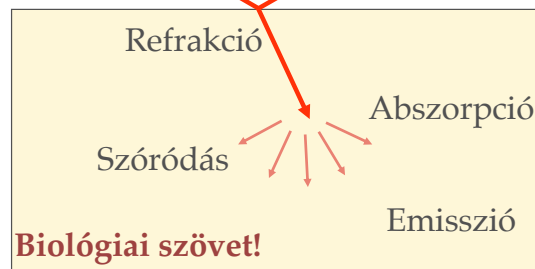 Refrakció
Abszorpció
Szóródás
Emisszió
Biológiai szövet!